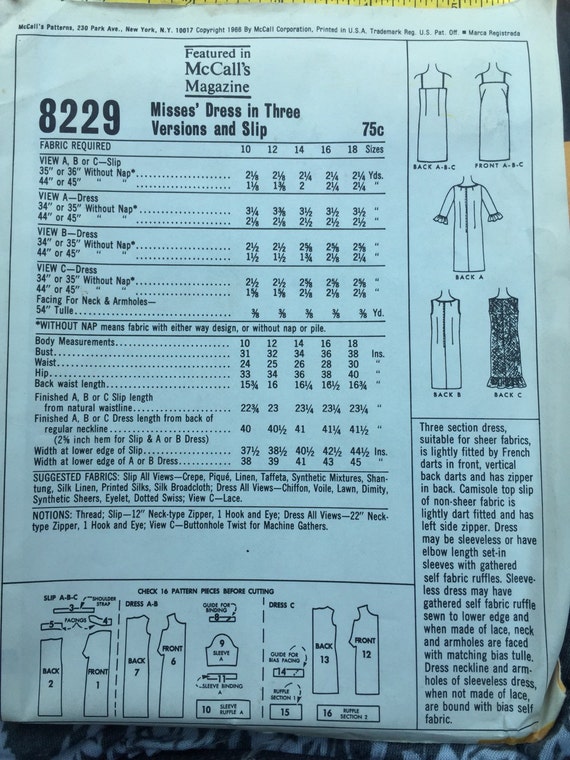 McCall's Patterns, 230 Park Ave., New York, N.Y. 10017 Copyright 1966 By McCall Corporation, Printed in U.S.A. Trademark Reg. U.S. Pat. Off. ■ Marca Registrada
Featured in
McCall's
Magazine
8229
Misses' Dress in Three
Versions and Slip 75c
FABRIC REQUIRED 10 12 14 16 18 Sizes
VIEW A, B or C—Slip
35" or 36" Without Nap* 2⅛ 2⅛ 2¼ 2¼ 2¼ Yds.
44" or 45" " " 1⅛ 1⅜ 2 2¼ 2¼ "
VIEW A—Dress
34" or 35" Without Nap* 3¼ 3⅜ 3½ 3½ 3½ "
44" or 45" " " 2⅛ 2⅛ 2½ 2½ 2½ "
VIEW B—Dress
34" or 35" Without Nap* 2½ 2½ 2⅝ 2⅝ 2⅝ "
44" or 45" " " 1½ 1½ 1¾ 2⅛ 2¼ "
VIEW C—Dress
34" or 35" Without Nap* 2½ 2½ 2⅝ 2⅝ 2⅝ "
44" or 45" " " 1⅝ 1⅝ 2⅛ 2⅛ 2⅛ "
Facing For Neck & Armholes—
54" Tulle ⅜ ⅜ ⅜ ⅜ ⅜ Yd.
*WITHOUT NAP means fabric with either way design, or without nap or pile.
Body Measurements 10 12 14 16 18
Bust 31 32 34 36 38 Ins.
Waist 24 25 26 28 30 "
Hip 33 34 36 38 40 "
Back waist length 15¾ 16 16¼ 16½ 16¾ "
Finished A, B or C Slip length
from natural waistline 22¾ 23 23¼ 23¼ 23¼ "
Finished A, B or C Dress length from back of
regular neckline 40 40½ 41 41¼ 41½ "
(2⅝ inch hem for Slip & A or B Dress)
Width at lower edge of Slip 37½ 38½ 40½ 42½ 44½ Ins.
Width at lower edge of A or B Dress 38 39 41 43 45 "
SUGGESTED FABRICS: Slip All Views—Crepe, Piqué, Linen, Taffeta, Synthetic Mixtures, Shan-
tung, Silk Linen, Printed Silks, Silk Broadcloth; Dress All Views—Chiffon, Voile, Lawn, Dimity,
Synthetic Sheers, Eyelet, Dotted Swiss; View C—Lace.
NOTIONS: Thread; Slip—12" Neck-type Zipper, 1 Hook and Eye; Dress All Views—22" Neck-
type Zipper, 1 Hook and Eye; View C—Buttonhole Twist for Machine Gathers.
BACK A-B-C FRONT A-B-C
BACK A
BACK B BACK C
Three section dress,
suitable for sheer fabrics,
is lightly fitted by French
darts in front, vertical
back darts and has zipper
in back. Camisole top slip
of non-sheer fabric is
lightly dart fitted and has
left side zipper. Dress
may be sleeveless or have
elbow length set-in
sleeves with gathered
self fabric ruffles. Sleeve-
less dress may have
gathered self fabric ruffle
sewn to lower edge and
when made of lace, neck
and armholes are faced
with matching bias tulle.
Dress neckline and arm-
holes of sleeveless dress,
when not made of lace,
are bound with bias self
fabric.
CHECK 16 PATTERN PIECES BEFORE CUTTING
SLIP A-B-C
SHOULDER
STRAP
3
5 FACINGS 4
BACK
2
FRONT
1
DRESS A-B
BACK
7
FRONT
6
GUIDE FOR
BINDING
8
9
SLEEVE
A
11
SLEEVE BINDING
A
10 SLEEVE
RUFFLE A
DRESS C
GUIDE FOR
BIAS FACING
14
RUFFLE
SECTION 1
15
BACK
13
FRONT
12
16 RUFFLE
SECTION 2